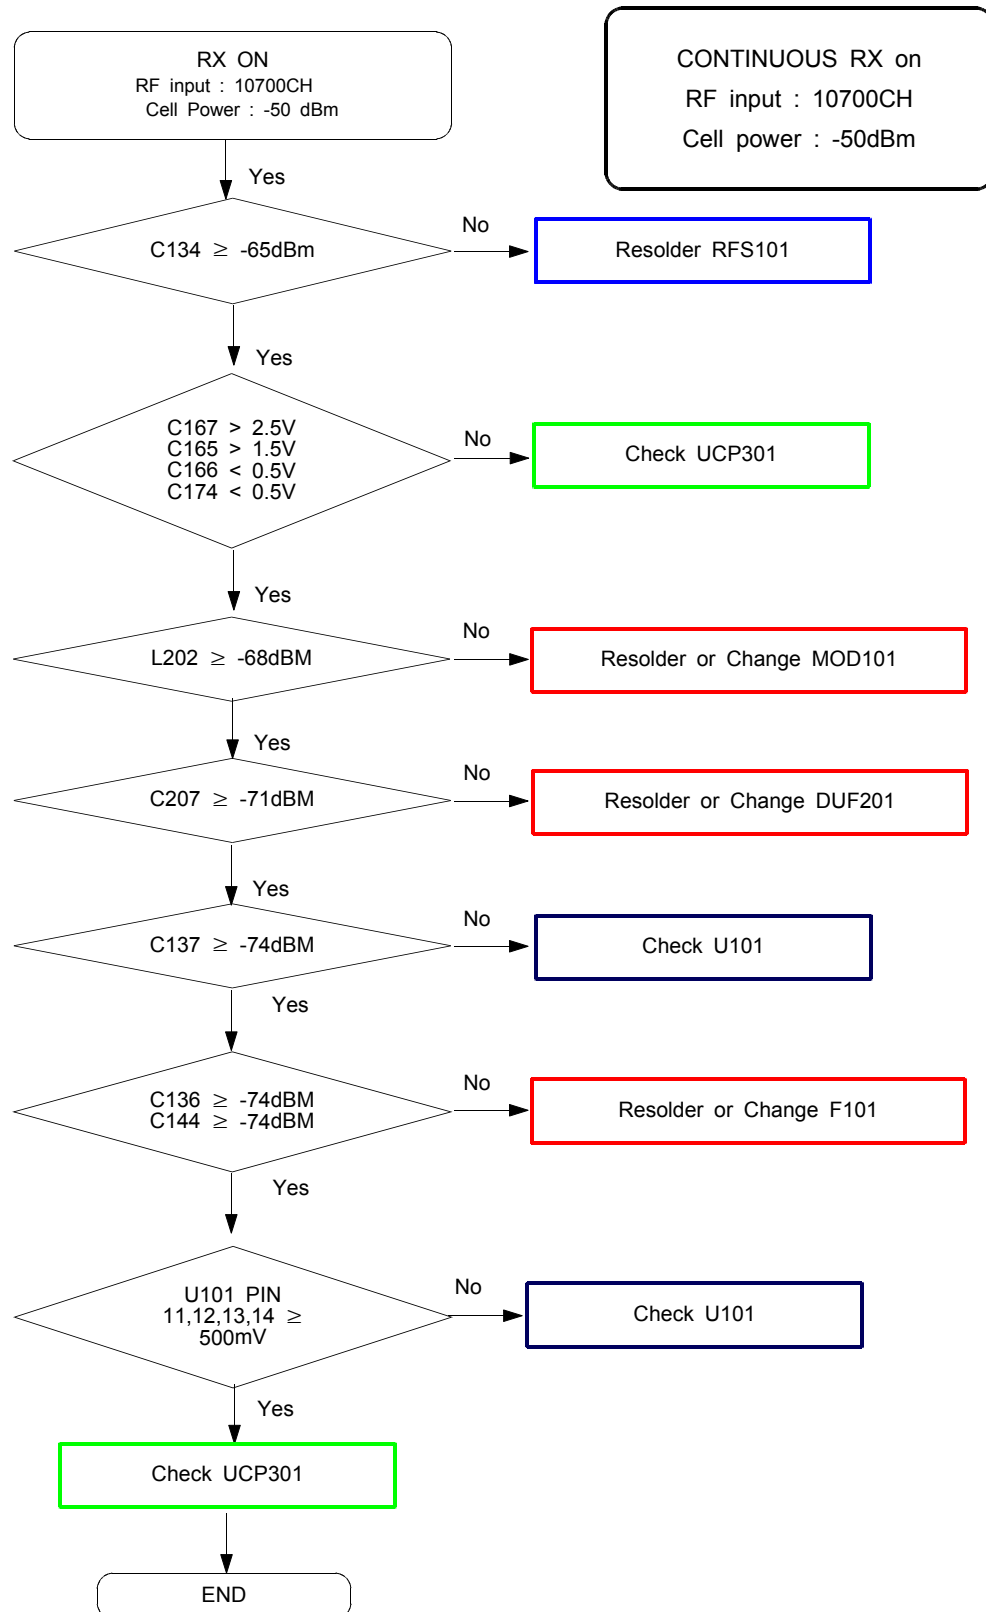 RX ON
RF input : 10700CH
Cell Power : -50 dBm
CONTINUOUS RX on
RF input : 10700CH
Cell power : -50dBm
Yes
C134 ≥ -65dBm
No
Resolder RFS101
Yes
C167 > 2.5V
C165 > 1.5V
C166 < 0.5V
C174 < 0.5V
No
Check UCP301
Yes
L202 ≥ -68dBM
No
Resolder or Change MOD101
Yes
C207 ≥ -71dBM
No
Resolder or Change DUF201
Yes
C137 ≥ -74dBM
No
Check U101
Yes
C136 ≥ -74dBM
C144 ≥ -74dBM
No
Resolder or Change F101
Yes
U101 PIN
11,12,13,14 ≥
500mV
No
Check U101
Yes
Check UCP301
END